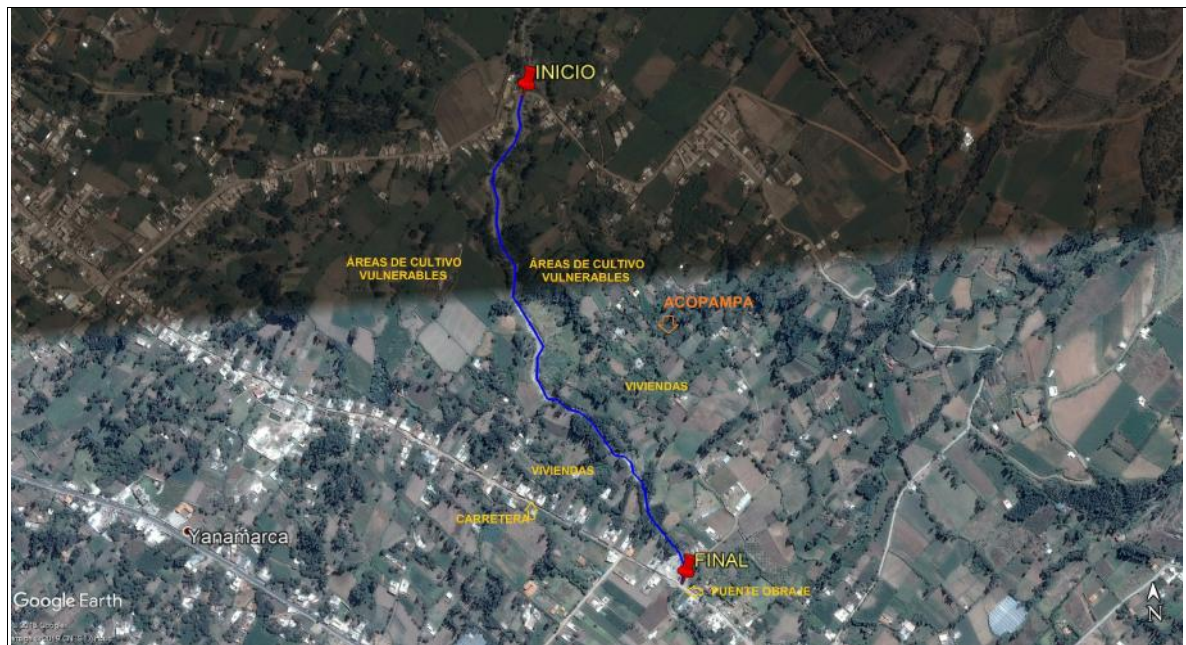 INICIO
ÁREAS DE CULTIVO
VULNERABLES
ÁREAS DE CULTIVO
VULNERABLES
ACOPAMPA
VIVIENDAS
VIVIENDAS
CARRETERA
Yanamarca
FINAL
PUENTE OBRAJE
Google Earth
N